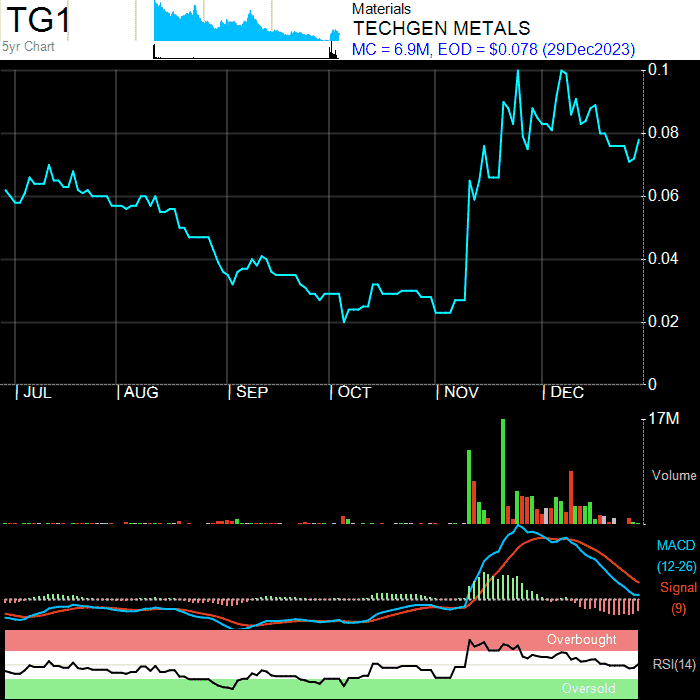 TG1
5yr Chart
Materials
TECHGEN METALS
MC = 6.9M, EOD = $0.078 (29Dec2023)
0.1
0.08
0.06
0.04
0.02
0
JUL AUG SEP OCT NOV DEC
17M
Volume
MACD
(12-26)
Signal
(9)
Overbought
RSI(14)
Oversold